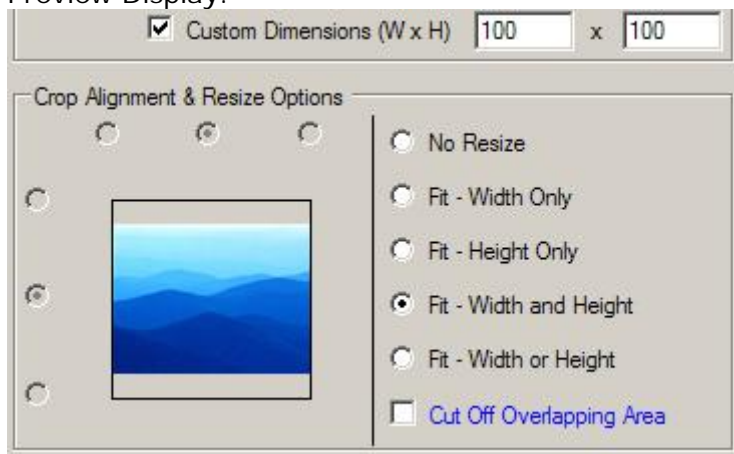 Preview Display.
Custom Dimensions (W x H) 100 x 100
Crop Alignment & Resize Options
No Resize
Fit - Width Only
Fit - Height Only
Fit - Width and Height
Fit - Width or Height
Cut Off Overlapping Area